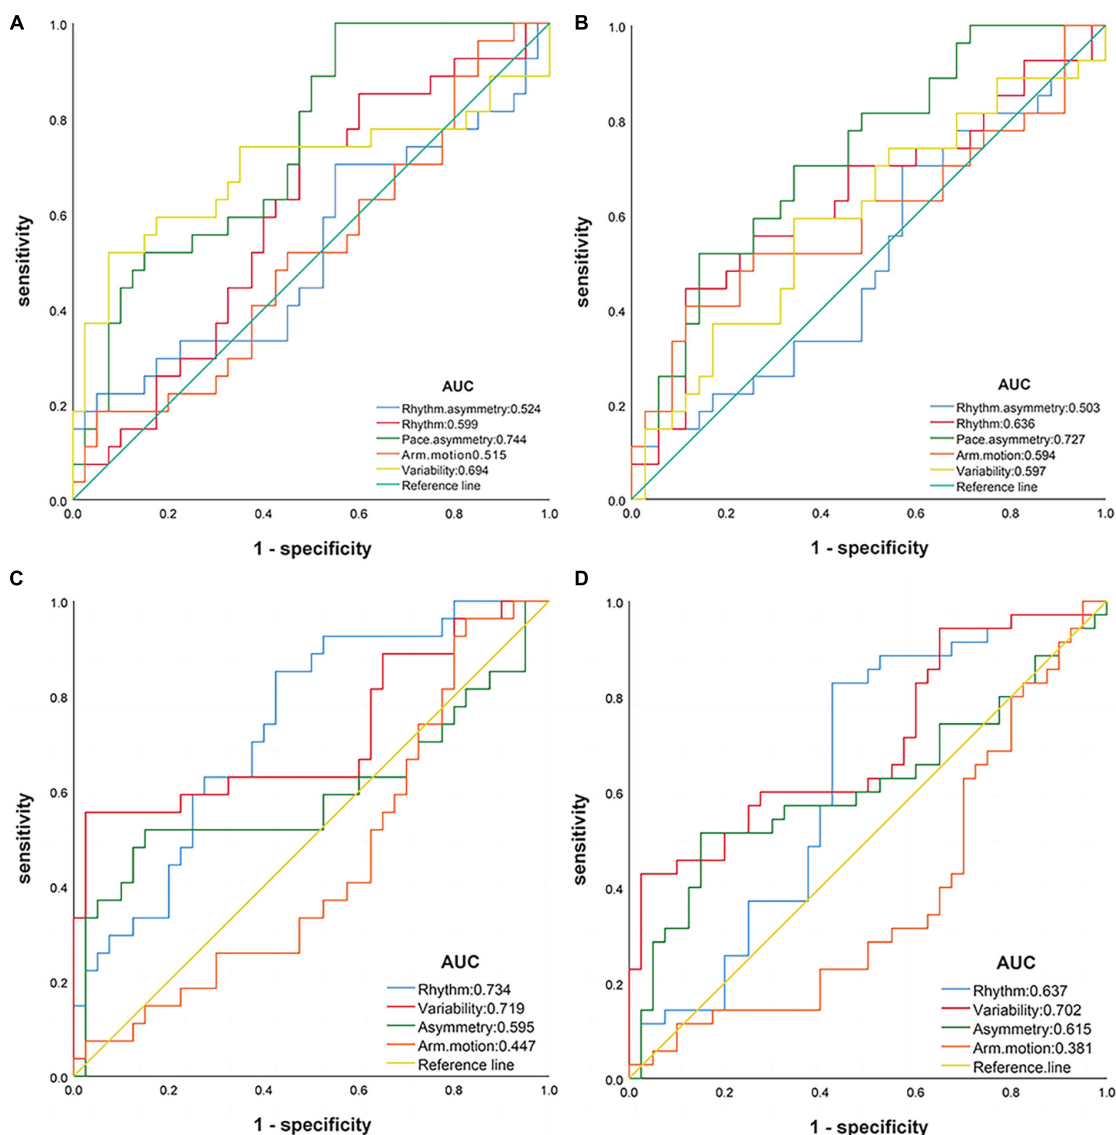 A
1.0
0.8
0.6
0.4
0.2
0.0
sensitivity
AUC
Rhythm.asymmetry:0.524
Rhythm:0.599
Pace.asymmetry:0.744
Arm.motion0.515
Variability:0.694
Reference line
0.0 0.2 0.4 0.6 0.8 1.0
1 - specificity
B
1.0
0.8
0.6
0.4
0.2
0.0
sensitivity
AUC
Rhythm.asymmetry:0.503
Rhythm:0.636
Pace.asymmetry:0.727
Arm.motion:0.594
Variability:0.597
Reference line
0.0 0.2 0.4 0.6 0.8 1.0
1 - specificity
C
1.0
0.8
0.6
0.4
0.2
0.0
sensitivity
AUC
Rhythm:0.734
Variability:0.719
Asymmetry:0.595
Arm.motion:0.447
Reference line
0.0 0.2 0.4 0.6 0.8 1.0
1 - specificity
D
1.0
0.8
0.6
0.4
0.2
0.0
sensitivity
AUC
Rhythm:0.637
Variability:0.702
Asymmetry:0.615
Arm.motion:0.381
Reference.line
0.0 0.2 0.4 0.6 0.8 1.0
1 - specificity